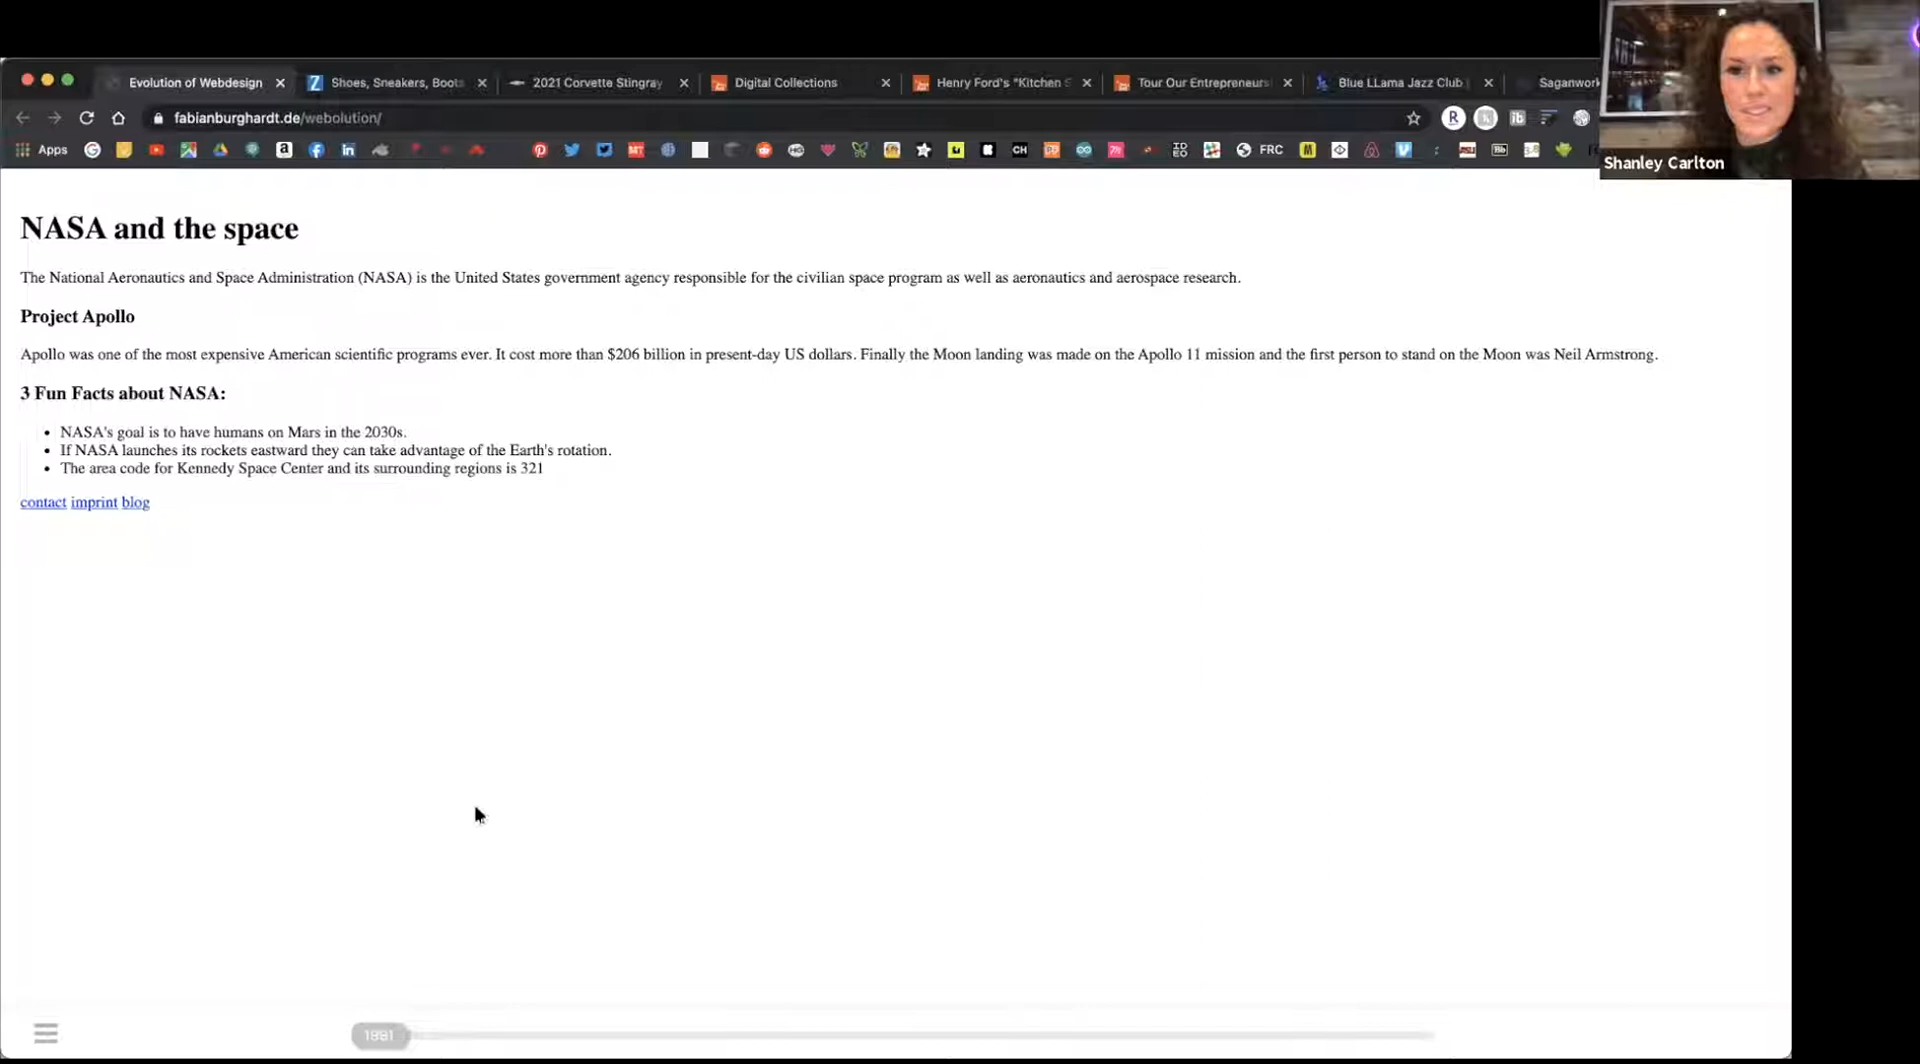 Evolution of Webdesign
Shoes, Sneakers, Boots
2021 Corvette Stingray
Digital Collections
Henry Ford's "Kitchen S
Tour Our Entrepreneurs
Blue LLama Jazz Club
Saganwork
fabianburghardt.de/webolution/
Apps
FRC
Shanley Carlton
NASA and the space
The National Aeronautics and Space Administration (NASA) is the United States government agency responsible for the civilian space program as well as aeronautics and aerospace research.
Project Apollo
Apollo was one of the most expensive American scientific programs ever. It cost more than $206 billion in present-day US dollars. Finally the Moon landing was made on the Apollo 11 mission and the first person to stand on the Moon was Neil Armstrong.
3 Fun Facts about NASA:
• NASA's goal is to have humans on Mars in the 2030s.
• If NASA launches its rockets eastward they can take advantage of the Earth's rotation.
• The area code for Kennedy Space Center and its surrounding regions is 321
contact imprint blog
1991